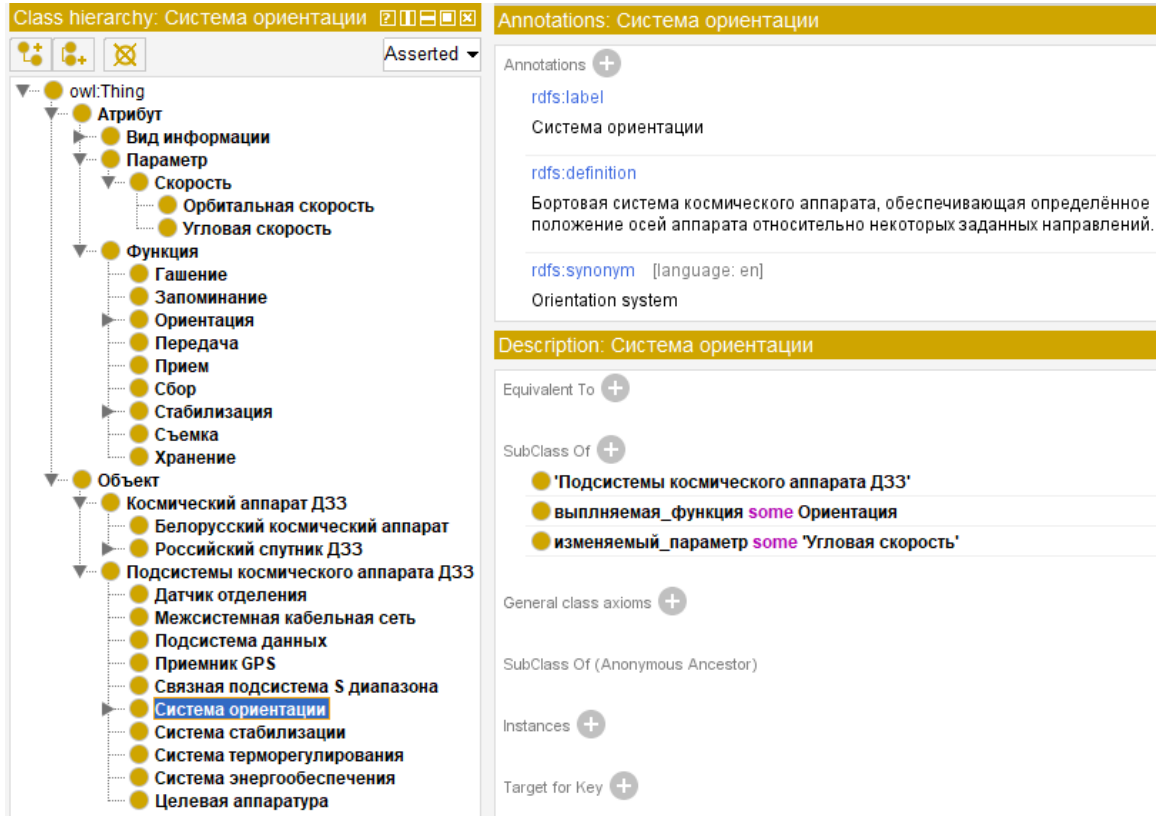 Class hierarchy: Система ориентации
Asserted
owl:Thing
Атрибут
Вид информации
Параметр
Скорость
Орбитальная скорость
Угловая скорость
Функция
Гашение
Запоминание
Ориентация
Передача
Прием
Сбор
Стабилизация
Съемка
Хранение
Объект
Космический аппарат ДЗЗ
Белорусский космический аппарат
Российский спутник ДЗЗ
Подсистемы космического аппарата ДЗЗ
Датчик отделения
Межсистемная кабельная сеть
Подсистема данных
Приемник GPS
Связная подсистема S диапазона
Система ориентации
Система стабилизации
Система терморегулирования
Система энергообеспечения
Целевая аппаратура
Annotations: Система ориентации
Annotations
rdfs:label
Система ориентации
rdfs:definition
Бортовая система космического аппарата, обеспечивающая определённое
положение осей аппарата относительно некоторых заданных направлений.
rdfs:synonym [language: en]
Orientation system
Description: Система ориентации
Equivalent To
SubClass Of
'Подсистемы космического аппарата ДЗЗ'
выплняемая_функция some Ориентация
изменяемый_параметр some 'Угловая скорость'
General class axioms
SubClass Of (Anonymous Ancestor)
Instances
Target for Key